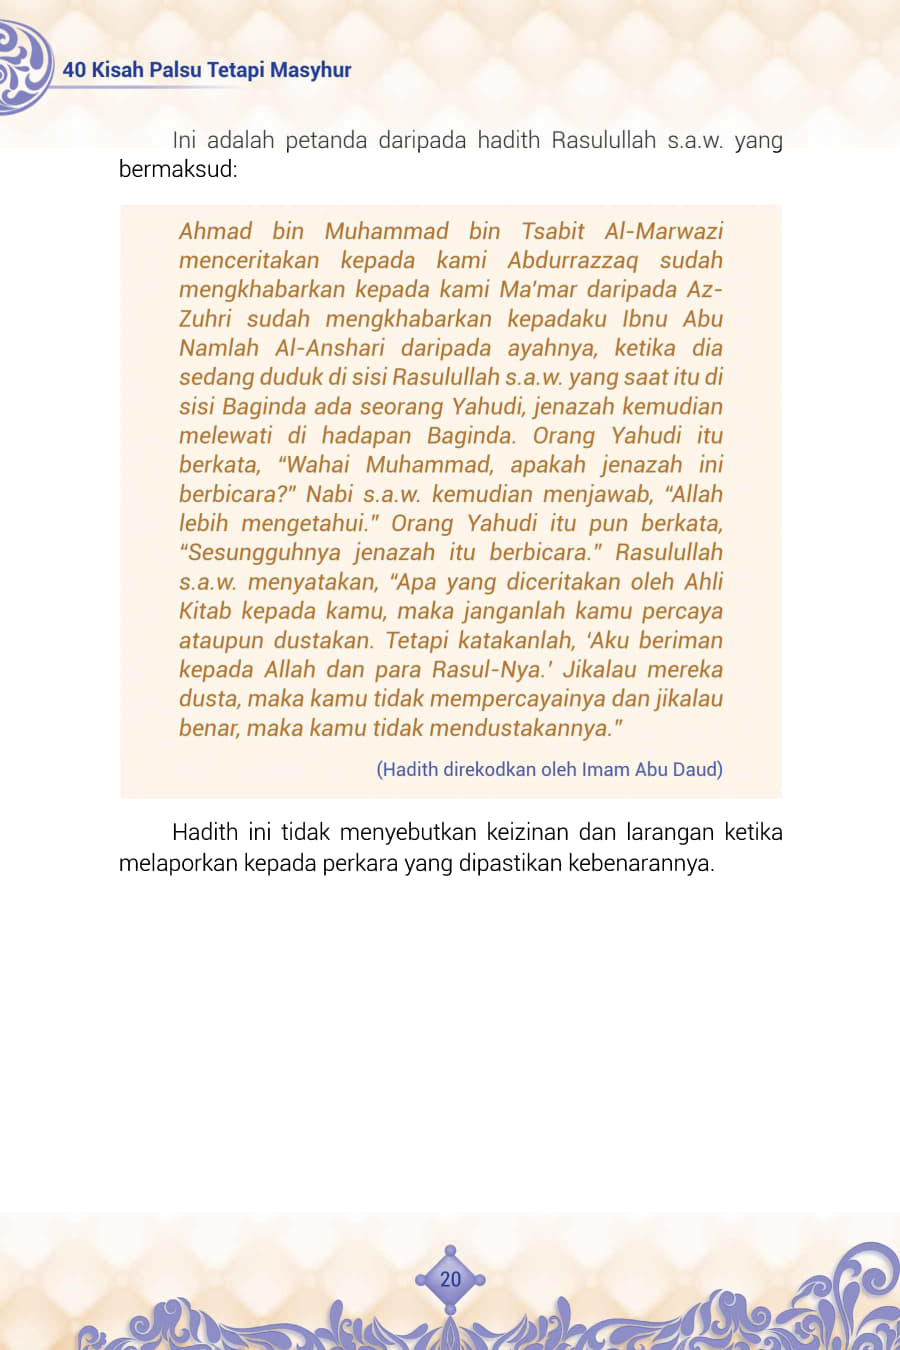 40 Kisah Palsu Tetapi Masyhur
Ini adalah petanda daripada hadith Rasulullah s.a.w. yang
bermaksud:
Ahmad bin Muhammad bin Tsabit Al-Marwazi
menceritakan kepada kami Abdurrazzaq sudah
mengkhabarkan kepada kami Ma'mar daripada Az-
Zuhri sudah mengkhabarkan kepadaku Ibnu Abu
Namlah Al-Anshari daripada ayahnya, ketika dia
sedang duduk di sisi Rasulullah s.a.w. yang saat itu di
sisi Baginda ada seorang Yahudi, jenazah kemudian
melewati di hadapan Baginda. Orang Yahudi itu
berkata, “Wahai Muhammad, apakah jenazah ini
berbicara?” Nabi s.a.w. kemudian menjawab, “Allah
lebih mengetahui.” Orang Yahudi itu pun berkata,
“Sesungguhnya jenazah itu berbicara.” Rasulullah
s.a.w. menyatakan, “Apa yang diceritakan oleh Ahli
Kitab kepada kamu, maka janganlah kamu percaya
ataupun dustakan. Tetapi katakanlah, ‘Aku beriman
kepada Allah dan para Rasul-Nya.’ Jikalau mereka
dusta, maka kamu tidak mempercayainya dan jikalau
benar, maka kamu tidak mendustakannya.”
(Hadith direkodkan oleh Imam Abu Daud)
Hadith ini tidak menyebutkan keizinan dan larangan ketika
melaporkan kepada perkara yang dipastikan kebenarannya.
20